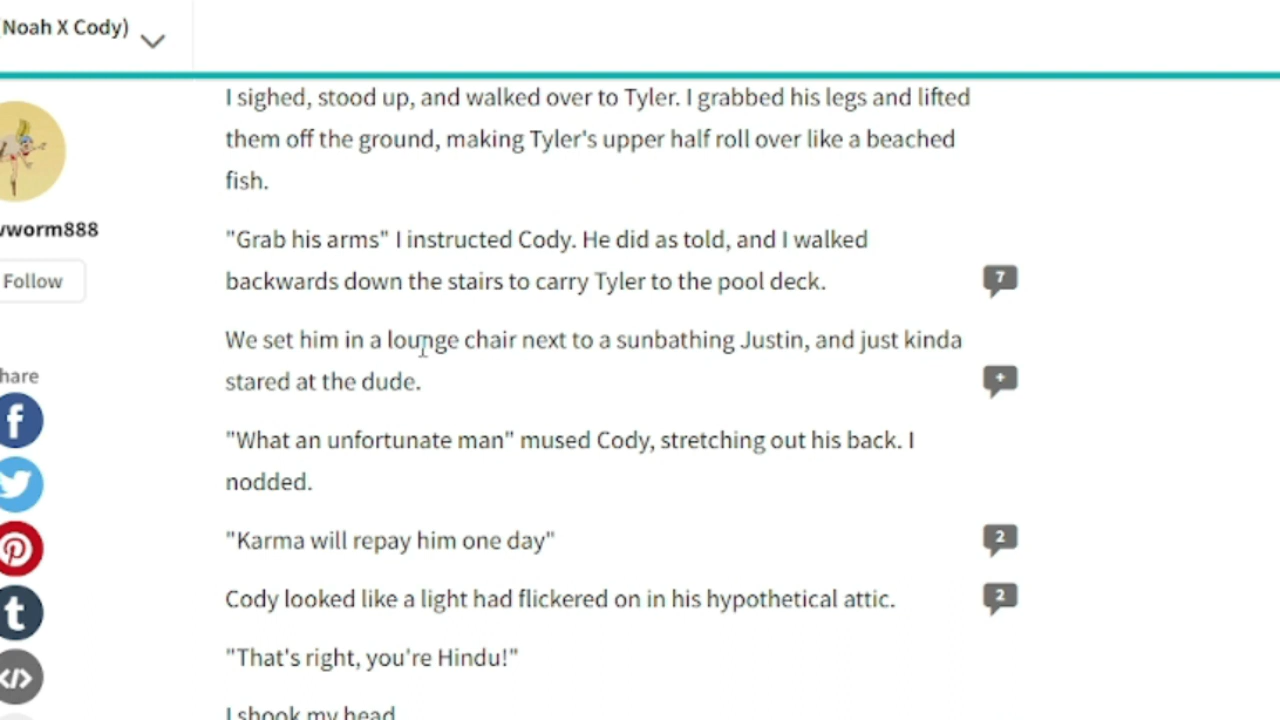 Noah X Cody)
I sighed, stood up, and walked over to Tyler. I grabbed his legs and lifted
them off the ground, making Tyler's upper half roll over like a beached
fish.
worm888
Follow
"Grab his arms" I instructed Cody. He did as told, and I walked
backwards down the stairs to carry Tyler to the pool deck.
7
We set him in a lounge chair next to a sunbathing Justin, and just kinda
stared at the dude.
+
hare
"What an unfortunate man" mused Cody, stretching out his back. I
nodded.
"Karma will repay him one day"
2
Cody looked like a light had flickered on in his hypothetical attic.
2
"That's right, you're Hindu!"
I shook my head